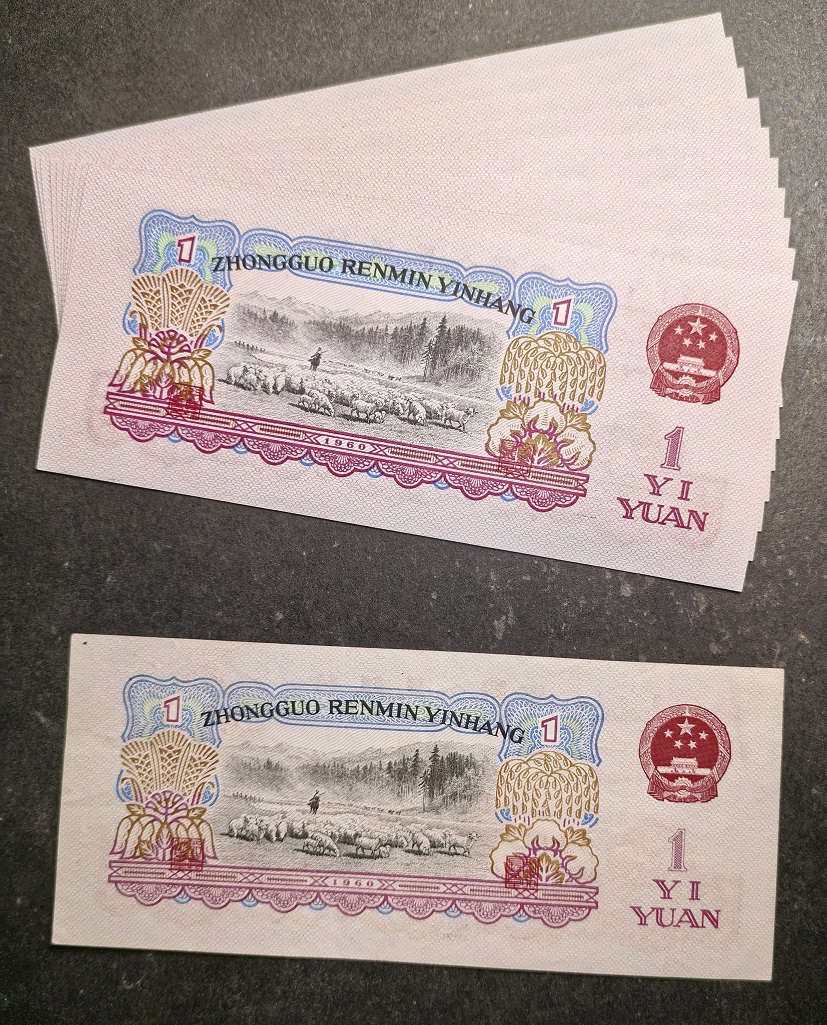 1 ZHONGGUO RENMIN YINHANG 1
1960
1
YI
YUAN
1 ZHONGGUO RENMIN YINHANG 1
1960
1
YI
YUAN